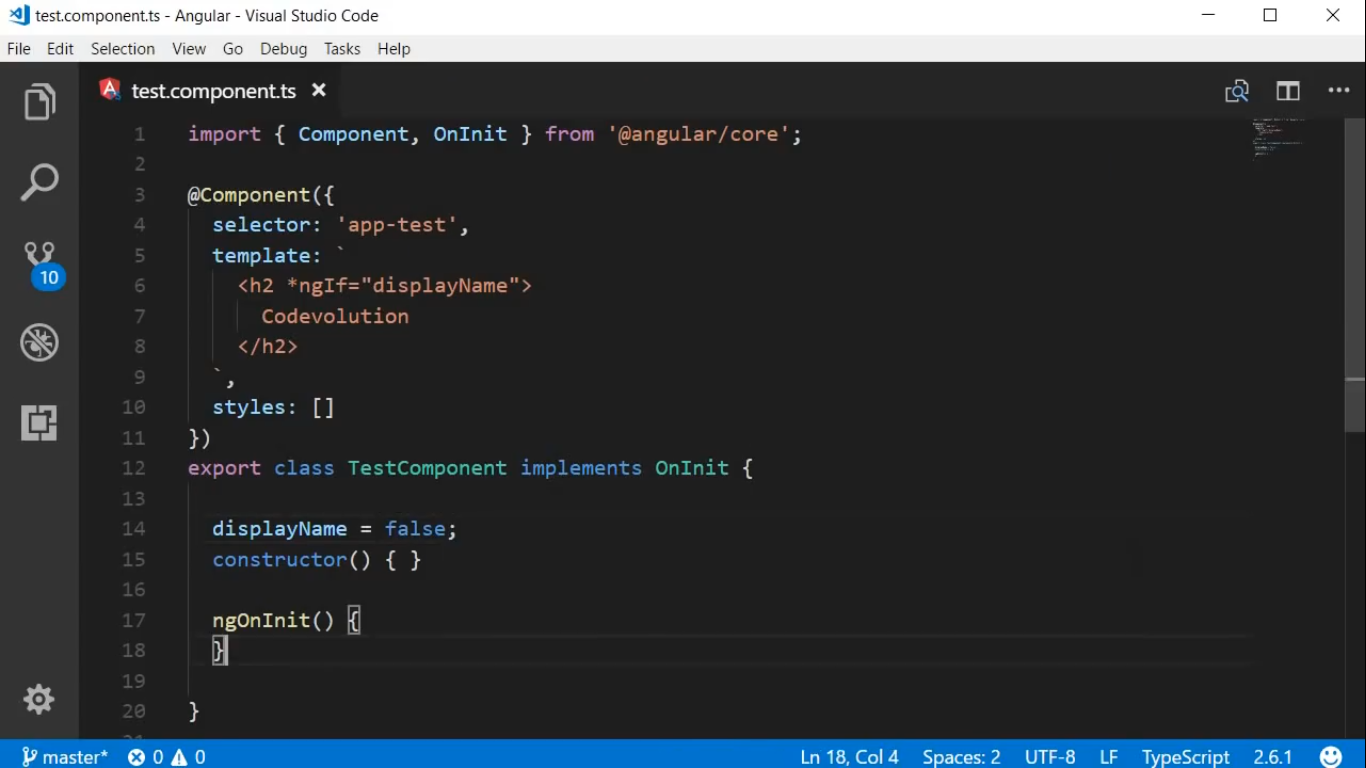 test.component.ts - Angular - Visual Studio Code
File Edit Selection View Go Debug Tasks Help
test.component.ts
1 import { Component, OnInit } from '@angular/core';
2
3 @Component({
4 selector: 'app-test',
5 template: `
6 <h2 *ngIf="displayName">
7 Codevolution
8 </h2>
9 `,
10 styles: []
11 })
12 export class TestComponent implements OnInit {
13
14 displayName = false;
15 constructor() { }
16
17 ngOnInit() {
18 }
19
20 }
10
master* 0 0 Ln 18, Col 4 Spaces: 2 UTF-8 LF TypeScript 2.6.1